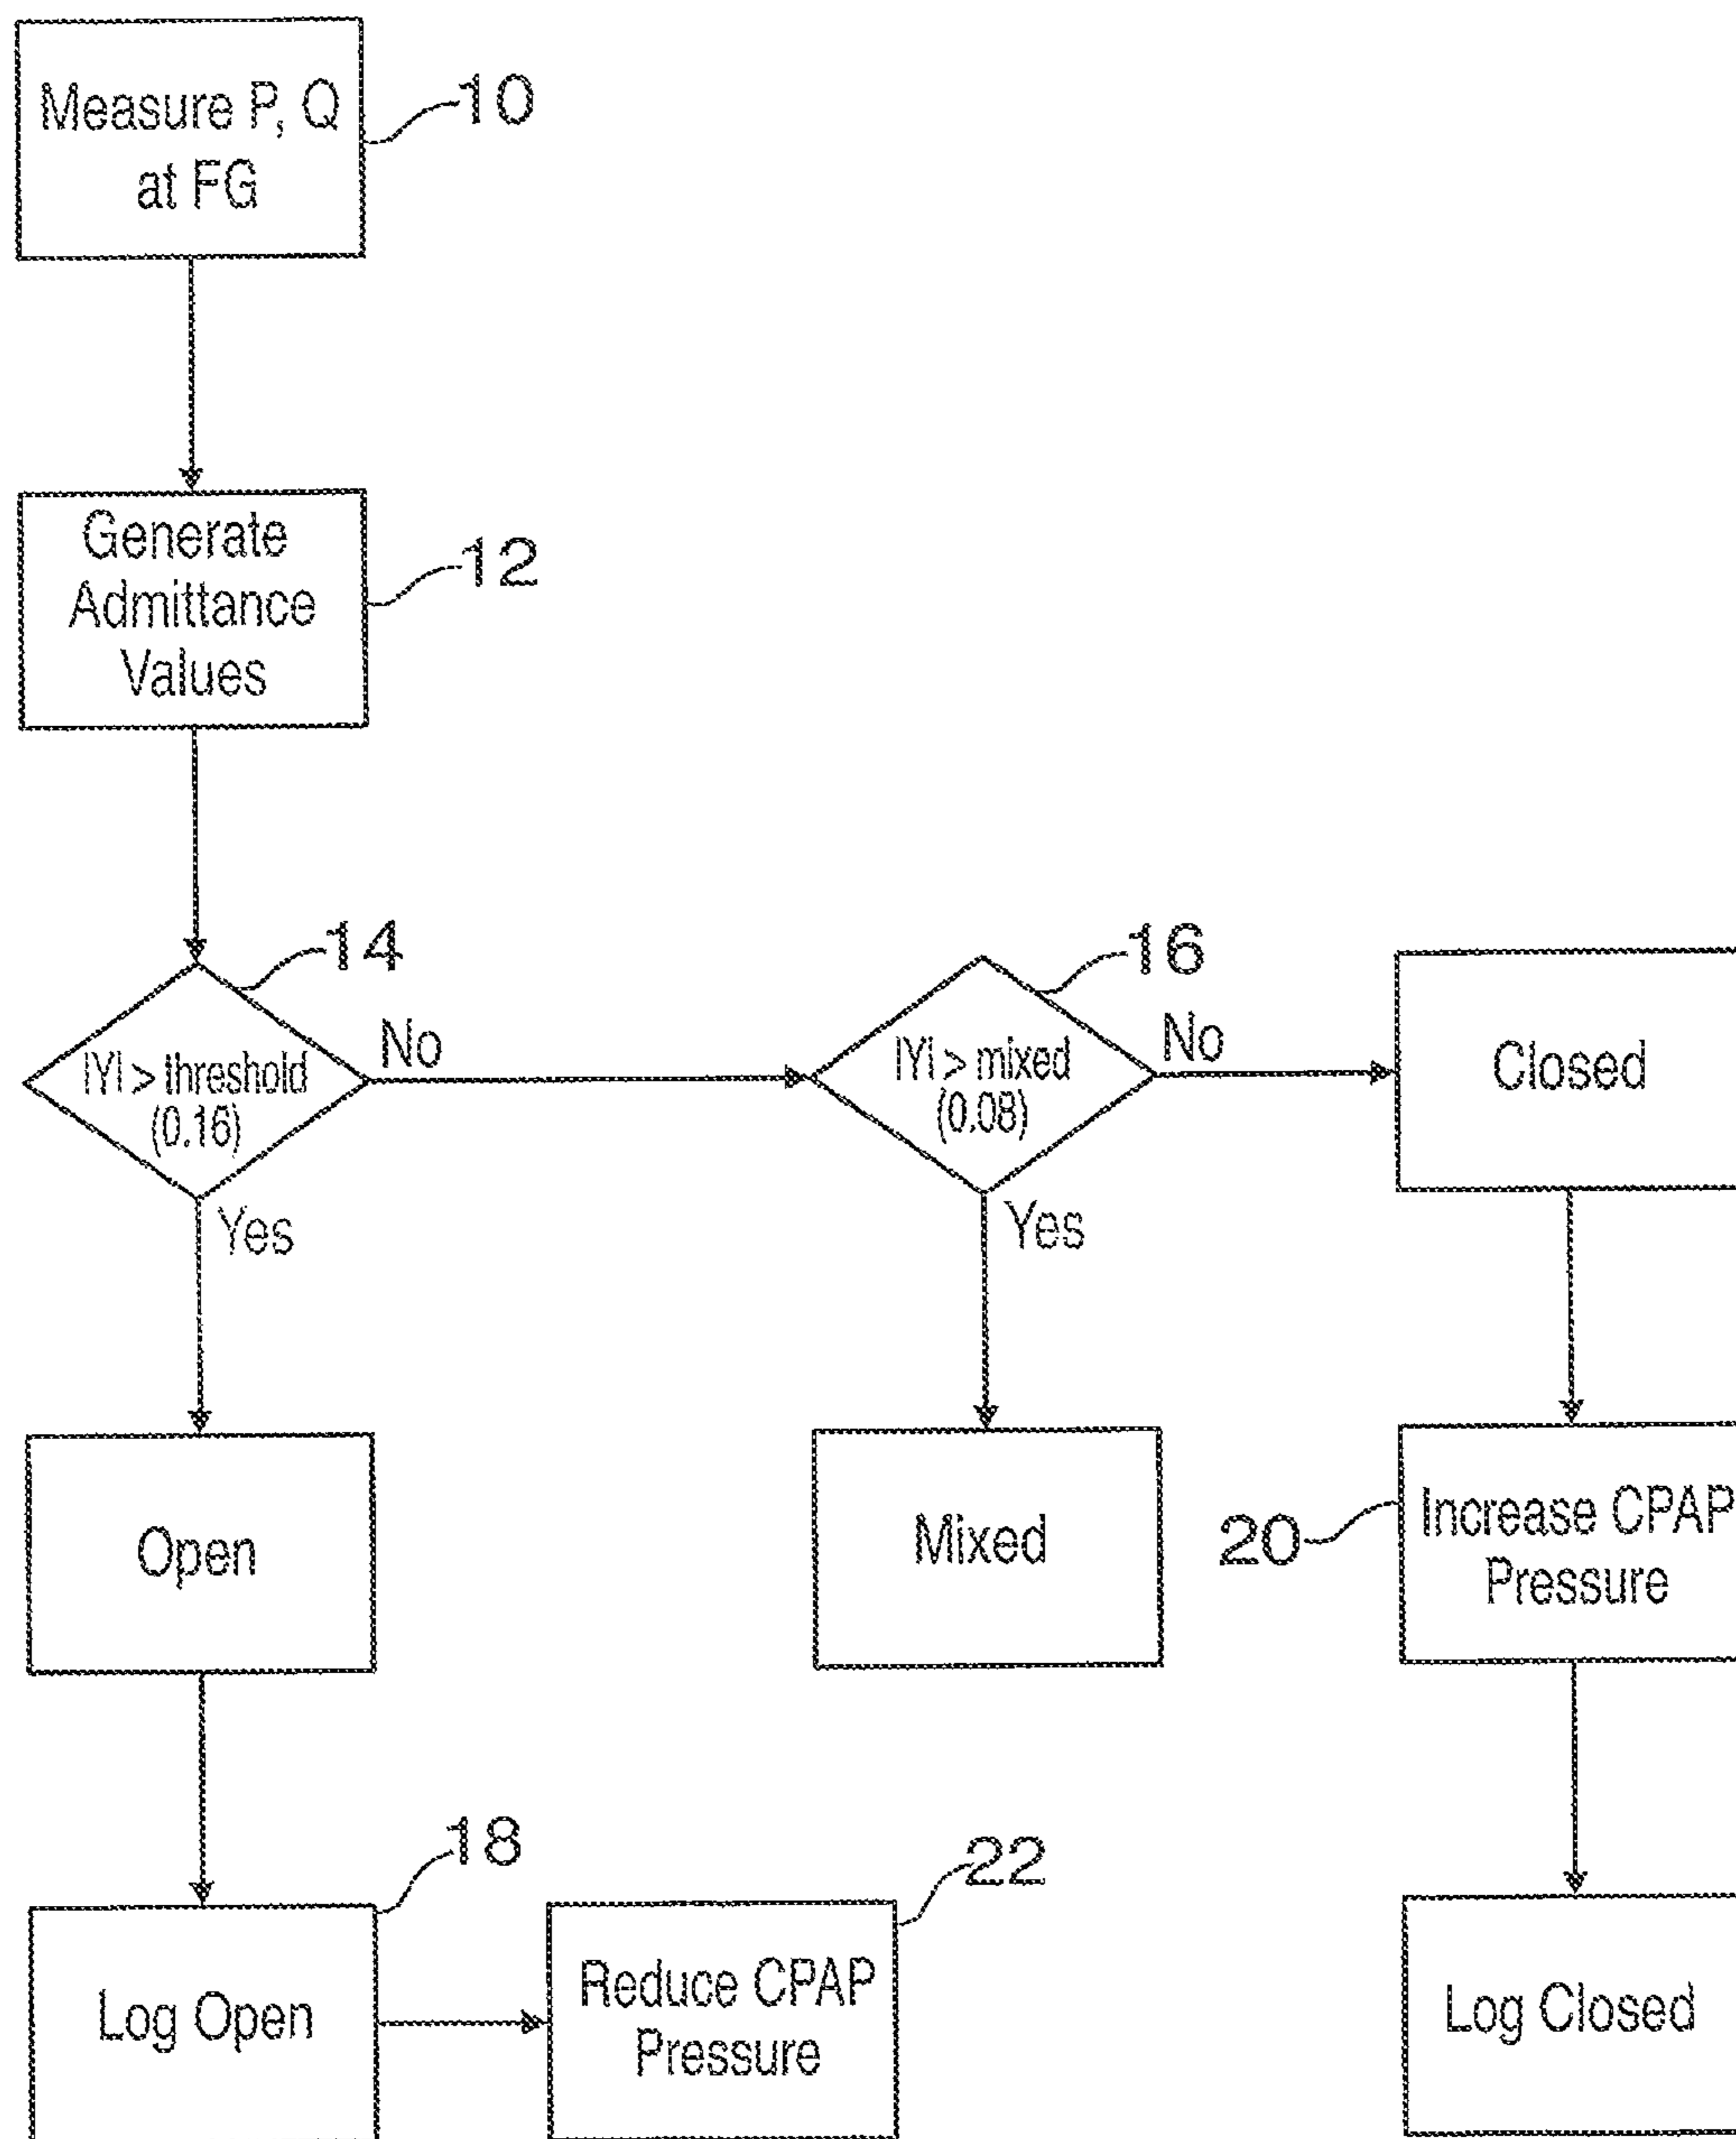 Measure P, Q
at FG
10
Generate
Admittance
Values
12
14
|Y| > threshold
(0.16)
No
Yes
16
|Y| > mixed
(0.08)
No
Yes
Closed
Open
Mixed
20
Increase CPAP
Pressure
18
Log Open
22
Reduce CPAP
Pressure
Log Closed